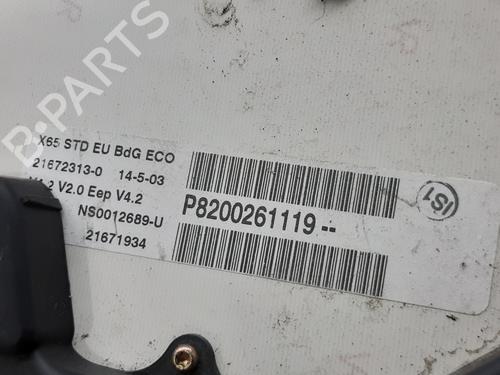 X65 STD EU BdG ECO
21672313-0 14-5-03
V2.0 Eep V4.2
NS0012689-U
21671934
P8200261119--
IS1
B-PARTS